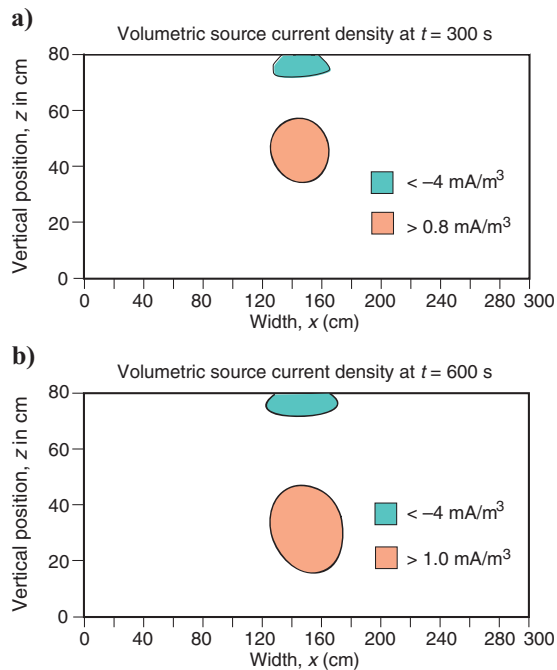 a)
Volumetric source current density at t = 300 s
Vertical position, z in cm
80
60
40
20
0
< –4 mA/m³
> 0.8 mA/m³
0 40 80 120 160 200 240 280 300
Width, x (cm)
b)
Volumetric source current density at t = 600 s
Vertical position, z in cm
80
60
40
20
0
< –4 mA/m³
> 1.0 mA/m³
0 40 80 120 160 200 240 260 300
Width, x (cm)